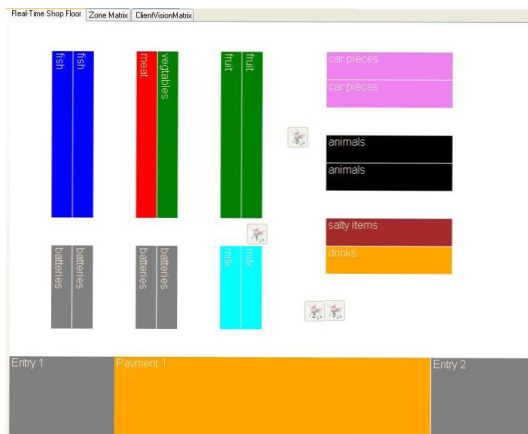 Real-Time Shop Floor
Zone Matrix
ClientVisionMatrix
fish
fish
meat
vegtables
fruit
fruit
car pieces
car pieces
animals
animals
salty items
drinks
batteries
batteries
batteries
batteries
milk
milk
Entry 1
Payment 1
Entry 2